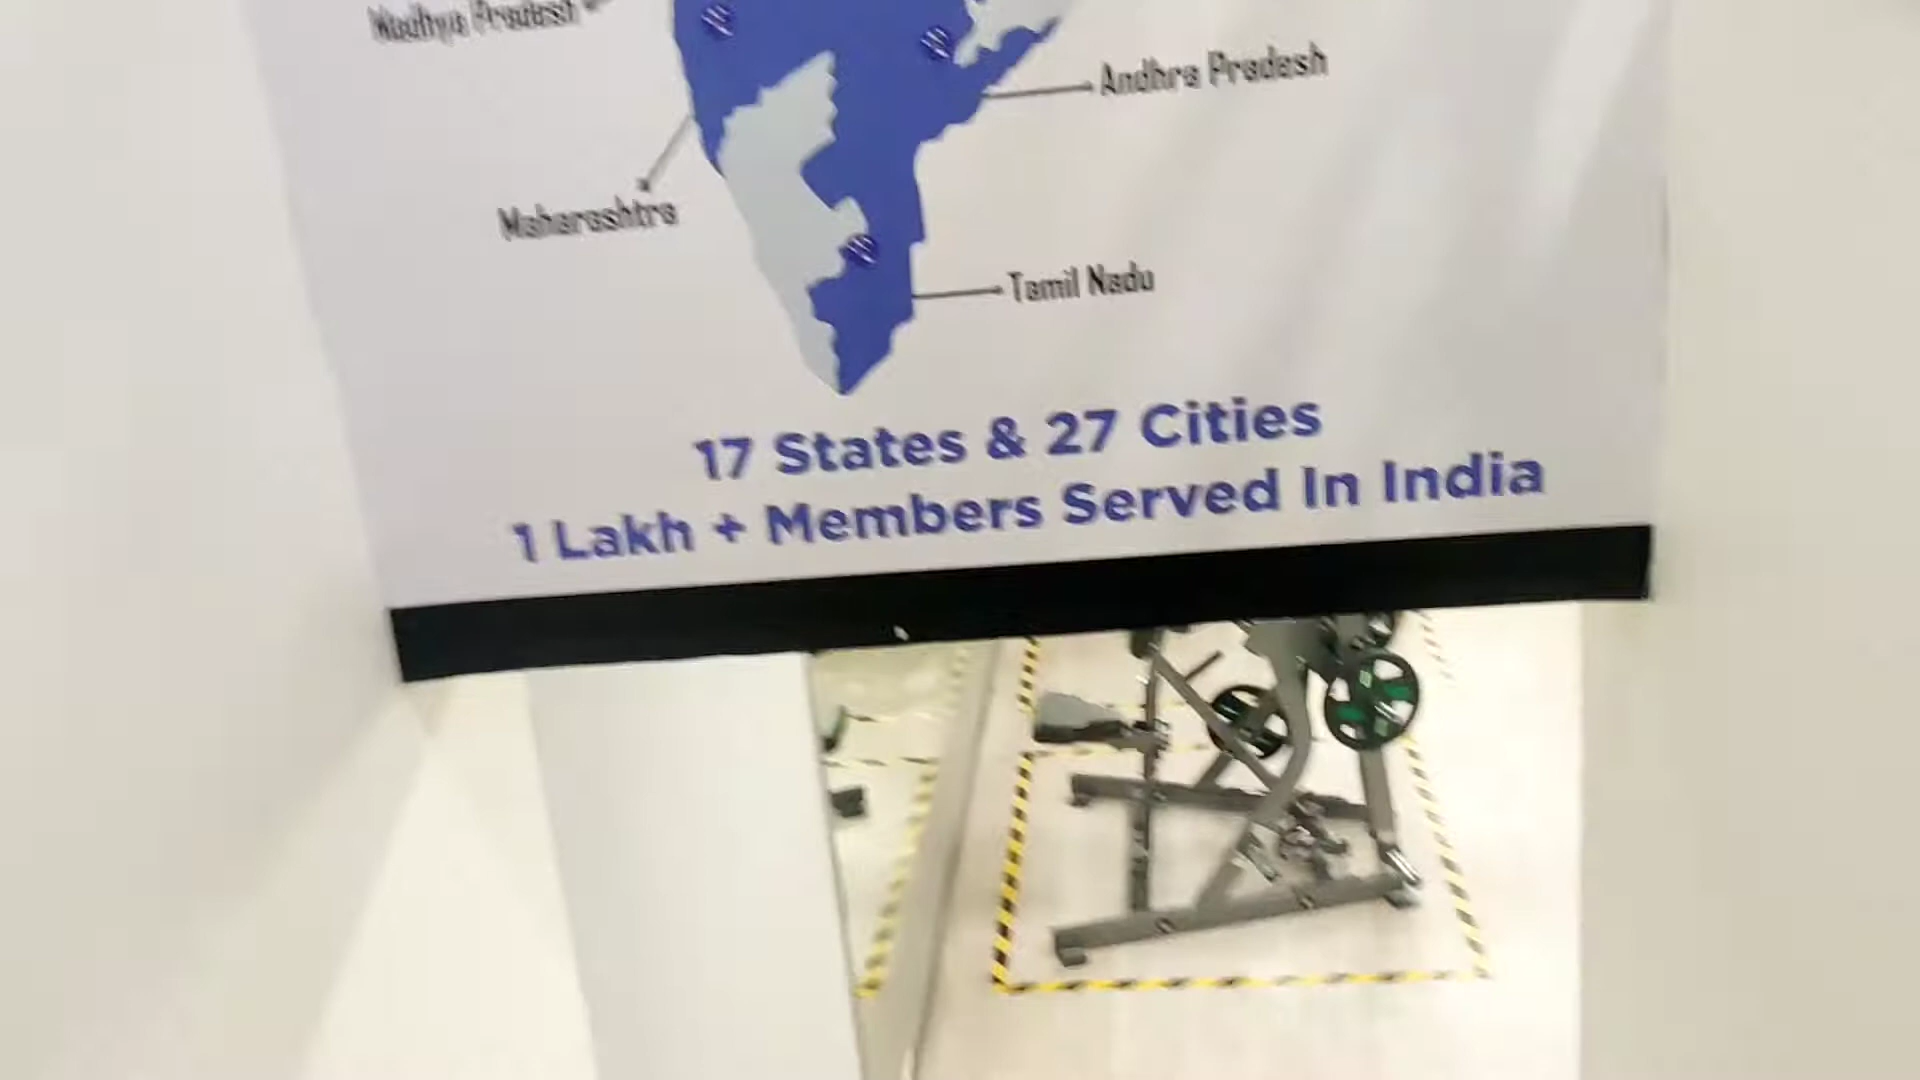 Madhya Pradesh
Andhra Pradesh
Maharashtra
Tamil Nadu
17 States & 27 Cities
1 Lakh + Members Served In India